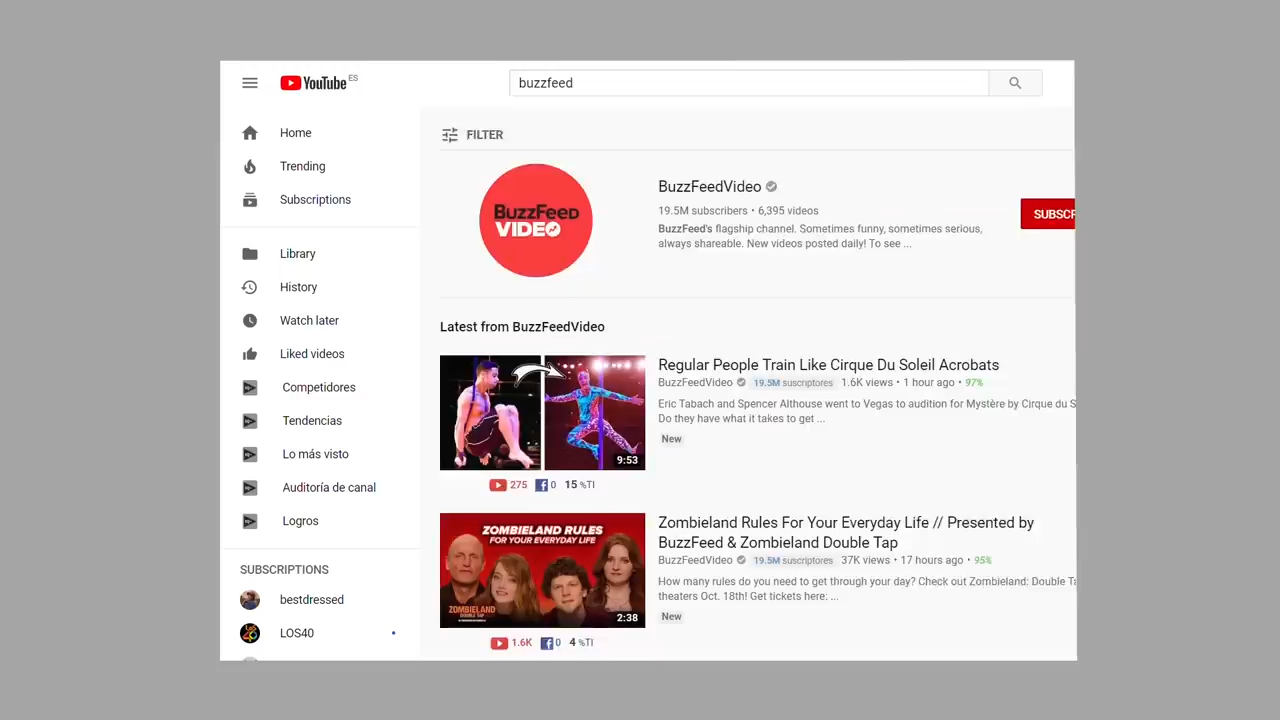 YouTube ES
buzzfeed
Home
Trending
Subscriptions
Library
History
Watch later
Liked videos
Competidores
Tendencias
Lo más visto
Auditoría de canal
Logros
SUBSCRIPTIONS
bestdressed
LOS40
FILTER
BuzzFeed
VIDEO
BuzzFeedVideo
19.5M subscribers • 6,395 videos
BuzzFeed's flagship channel. Sometimes funny, sometimes serious,
always shareable. New videos posted daily! To see ...
SUBSCR
Latest from BuzzFeedVideo
9:53
275 0 15 %TI
Regular People Train Like Cirque Du Soleil Acrobats
BuzzFeedVideo 19.5M suscriptores 1.6K views • 1 hour ago • 97%
Eric Tabach and Spencer Althouse went to Vegas to audition for Mystère by Cirque du S
Do they have what it takes to get ...
New
ZOMBIELAND RULES
FOR YOUR EVERYDAY LIFE
ZOMBIELAND
DOUBLE TAP
2:38
1.6K 0 4 %TI
Zombieland Rules For Your Everyday Life // Presented by
BuzzFeed & Zombieland Double Tap
BuzzFeedVideo 19.5M suscriptores 37K views • 17 hours ago • 95%
How many rules do you need to get through your day? Check out Zombieland: Double Ta
theaters Oct. 18th! Get tickets here: ...
New